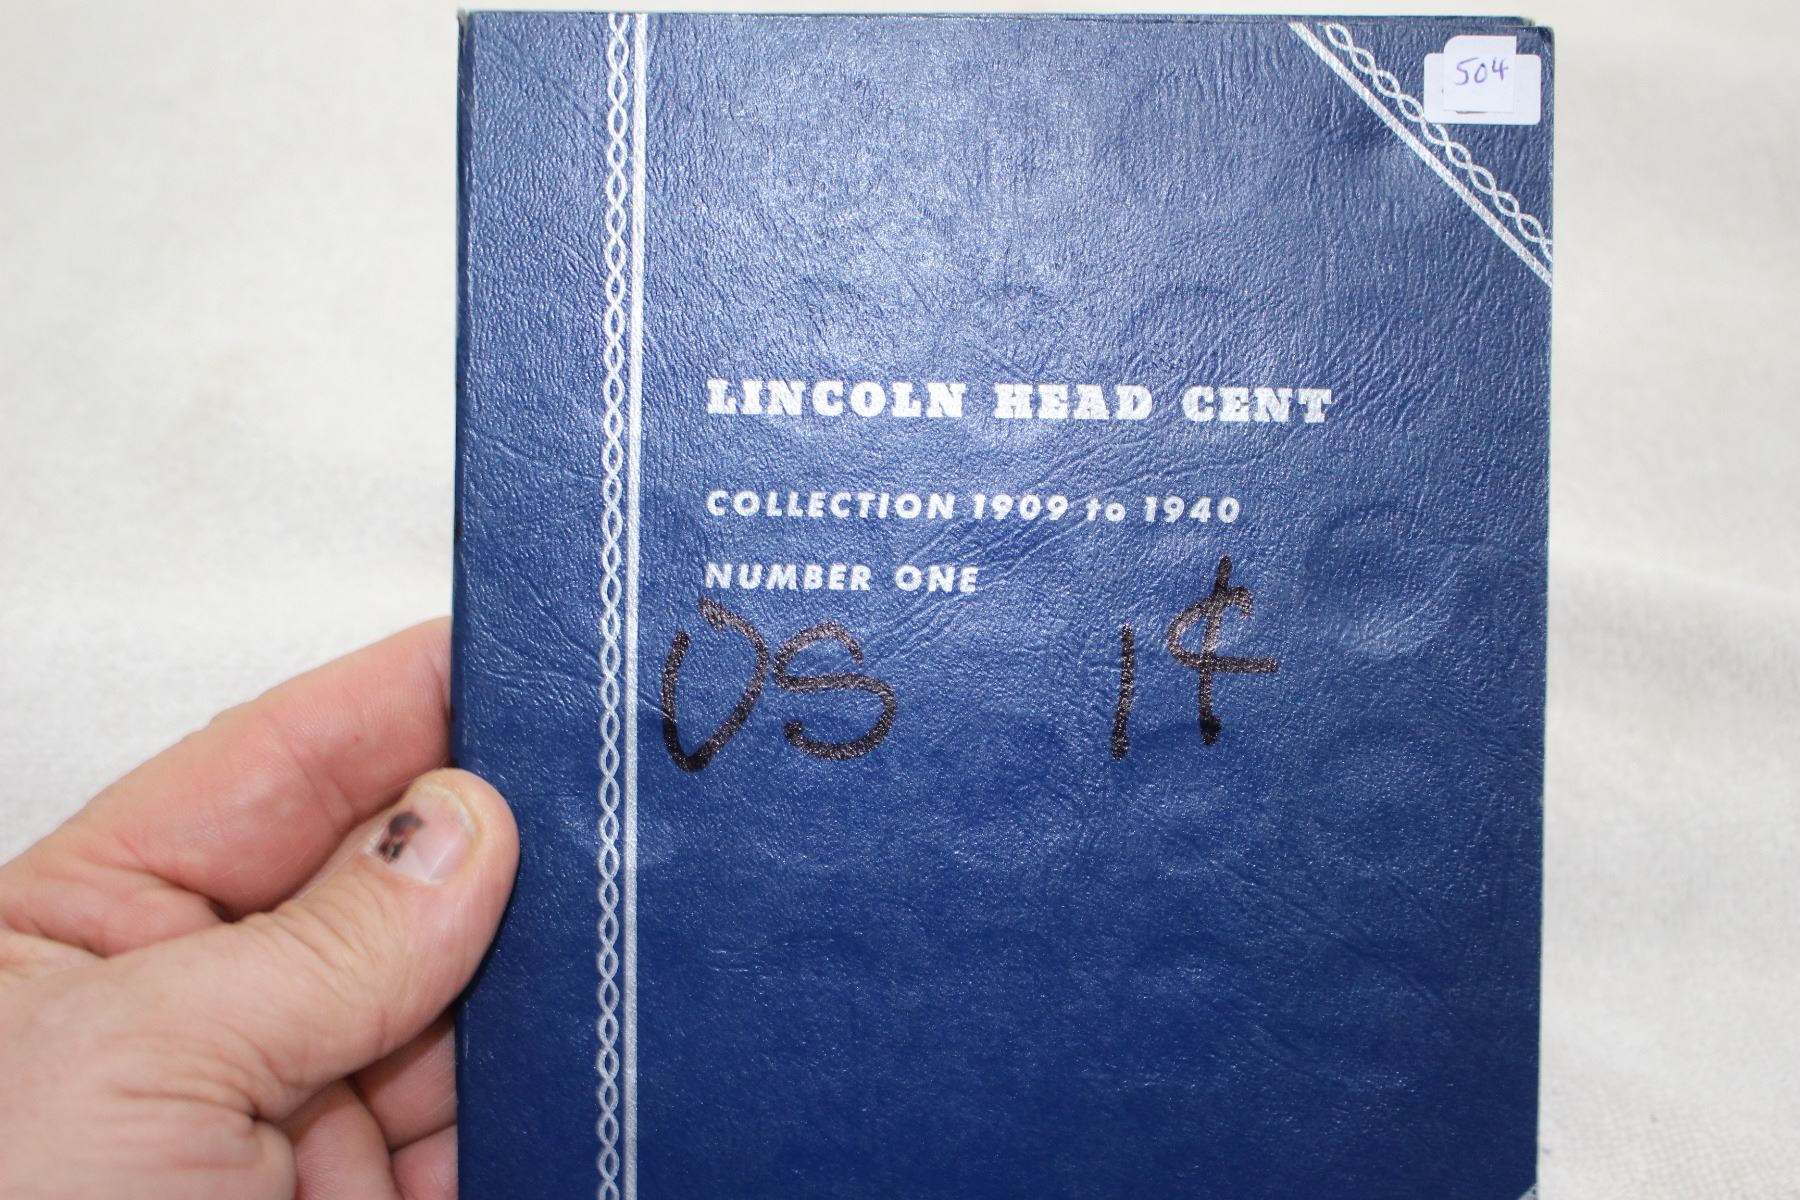 504
LINCOLN HEAD CENT
COLLECTION 1909 to 1940
NUMBER ONE
US 1¢